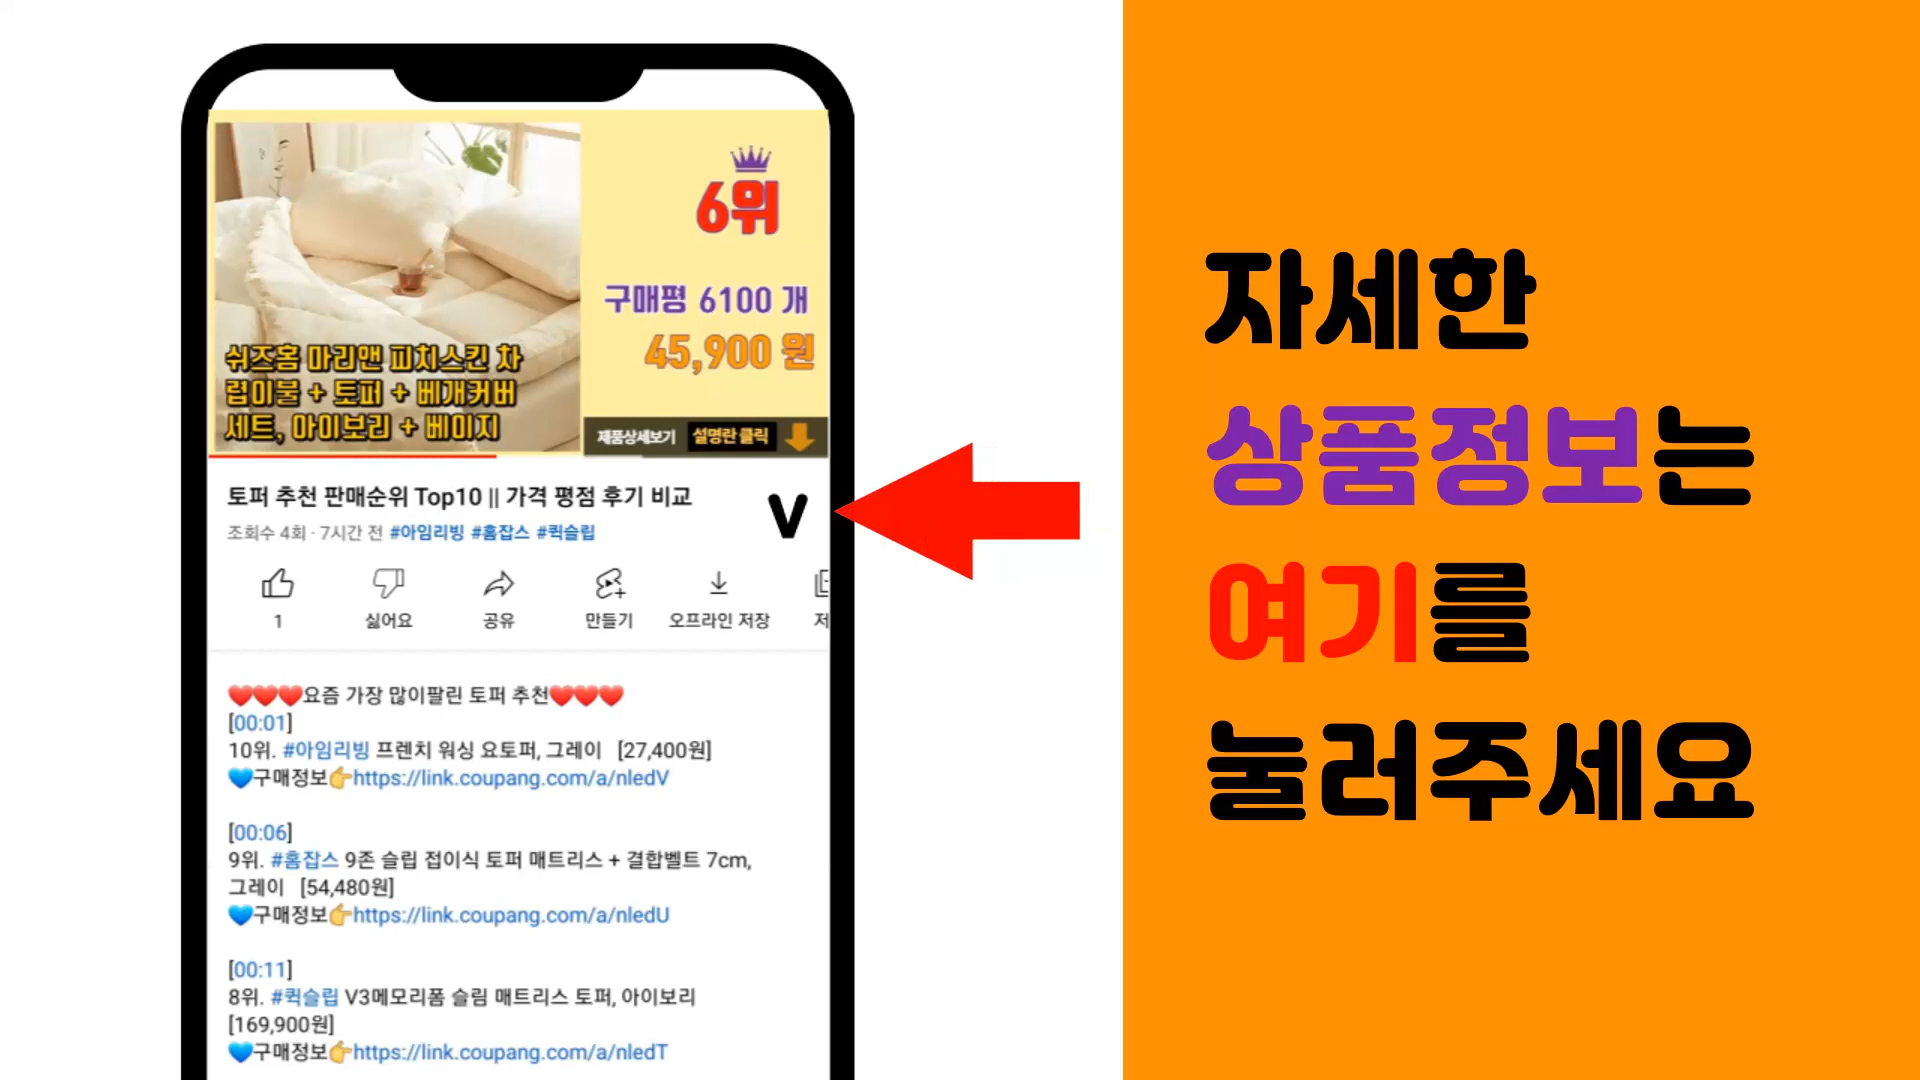 6위
구매평 6100 개
45,900 원
쉬즈홈 마리앤 피치스킨 차
렵이불 + 토퍼 + 베개커버
세트, 아이보리 + 베이지
제품상세보기 설명란 클릭
토퍼 추천 판매순위 Top10 || 가격 평점 후기 비교
V
조회수 4회 · 7시간 전 #아임리빙 #홈잡스 #퀵슬립
1 싫어요 공유 만들기 오프라인 저장 저
❤️❤️❤️요즘 가장 많이팔린 토퍼 추천❤️❤️❤️
[00:01]
10위. #아임리빙 프렌치 워싱 요토퍼, 그레이 [27,400원]
💙구매정보👉https://link.coupang.com/a/nledV
[00:06]
9위. #홈잡스 9존 슬립 접이식 토퍼 매트리스 + 결합벨트 7cm,
그레이 [54,480원]
💙구매정보👉https://link.coupang.com/a/nledU
[00:11]
8위. #퀵슬립 V3메모리폼 슬림 매트리스 토퍼, 아이보리
[169,900원]
💙구매정보👉https://link.coupang.com/a/nledT
자세한
상품정보는
여기를
눌러주세요